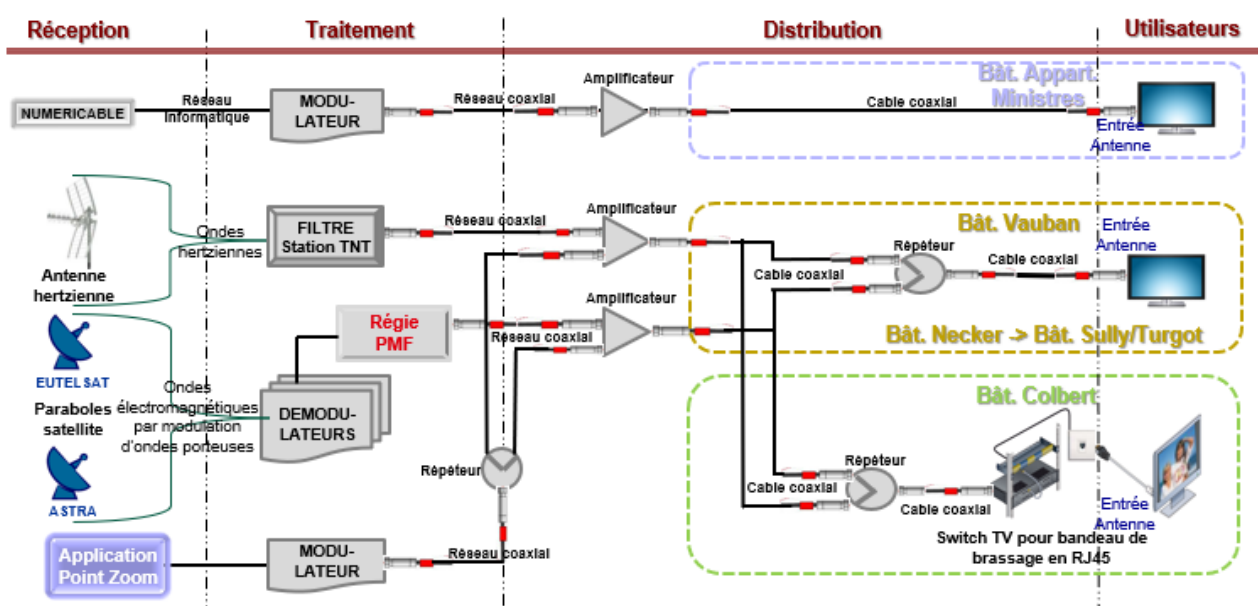 Réception
Traitement
Distribution
Utilisateurs
NUMERICABLE
Réseau
Informatique
MODU-
LATEUR
Réseau coaxial
Amplificateur
Bât. Appart.
Ministres
Cable coaxial
Entrée
Antenne
Antenne
hertzienne
Ondes
hertziennes
FILTRE
Station TNT
Réseau coaxial
Amplificateur
Bât. Vauban
Cable coaxial
Répéteur
Cable coaxial
Entrée
Antenne
Régie
PMF
Réseau coaxial
Amplificateur
Bât. Necker -> Bât. Sully/Turgot
EUTELSAT
Paraboles
satellite
ASTRA
Ondes
électromagnétiques
par modulation
d'ondes porteuses
DEMODU-
LATEURS
Répéteur
Bât. Colbert
Répéteur
Cable coaxial
Cable coaxial
Entrée
Antenne
Switch TV pour bandeau de
brassage en RJ45
Application
Point Zoom
MODU-
LATEUR
Réseau coaxial